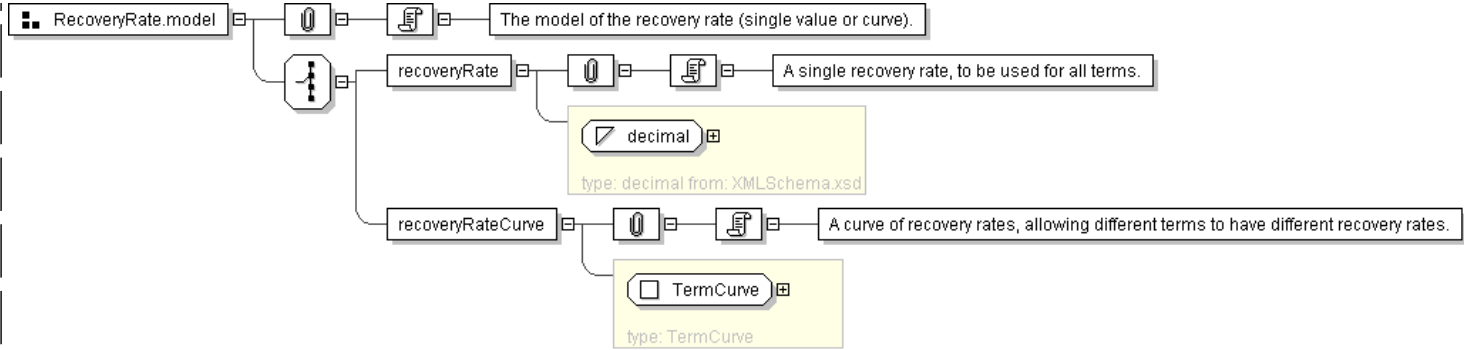 RecoveryRate.model
The model of the recovery rate (single value or curve).
recoveryRate
A single recovery rate, to be used for all terms.
decimal
type: decimal from: XMLSchema.xsd
recoveryRateCurve
A curve of recovery rates, allowing different terms to have different recovery rates.
TermCurve
type: TermCurve